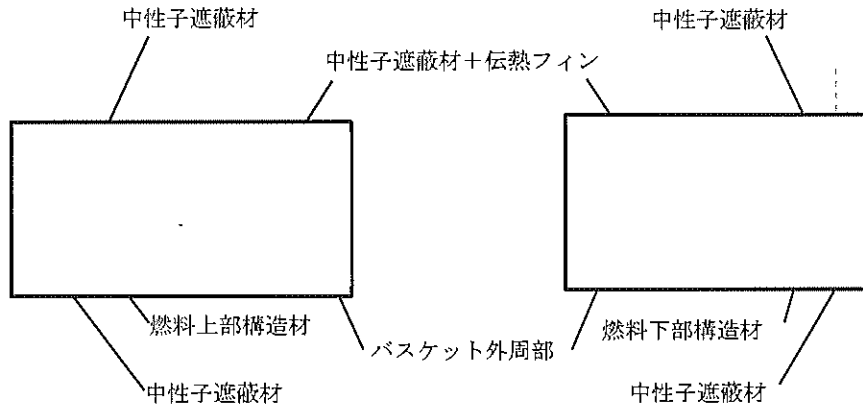 中性子遮蔽材
中性子遮蔽材
中性子遮蔽材＋伝熱フィン
燃料上部構造材
バスケット外周部
燃料下部構造材
中性子遮蔽材
中性子遮蔽材